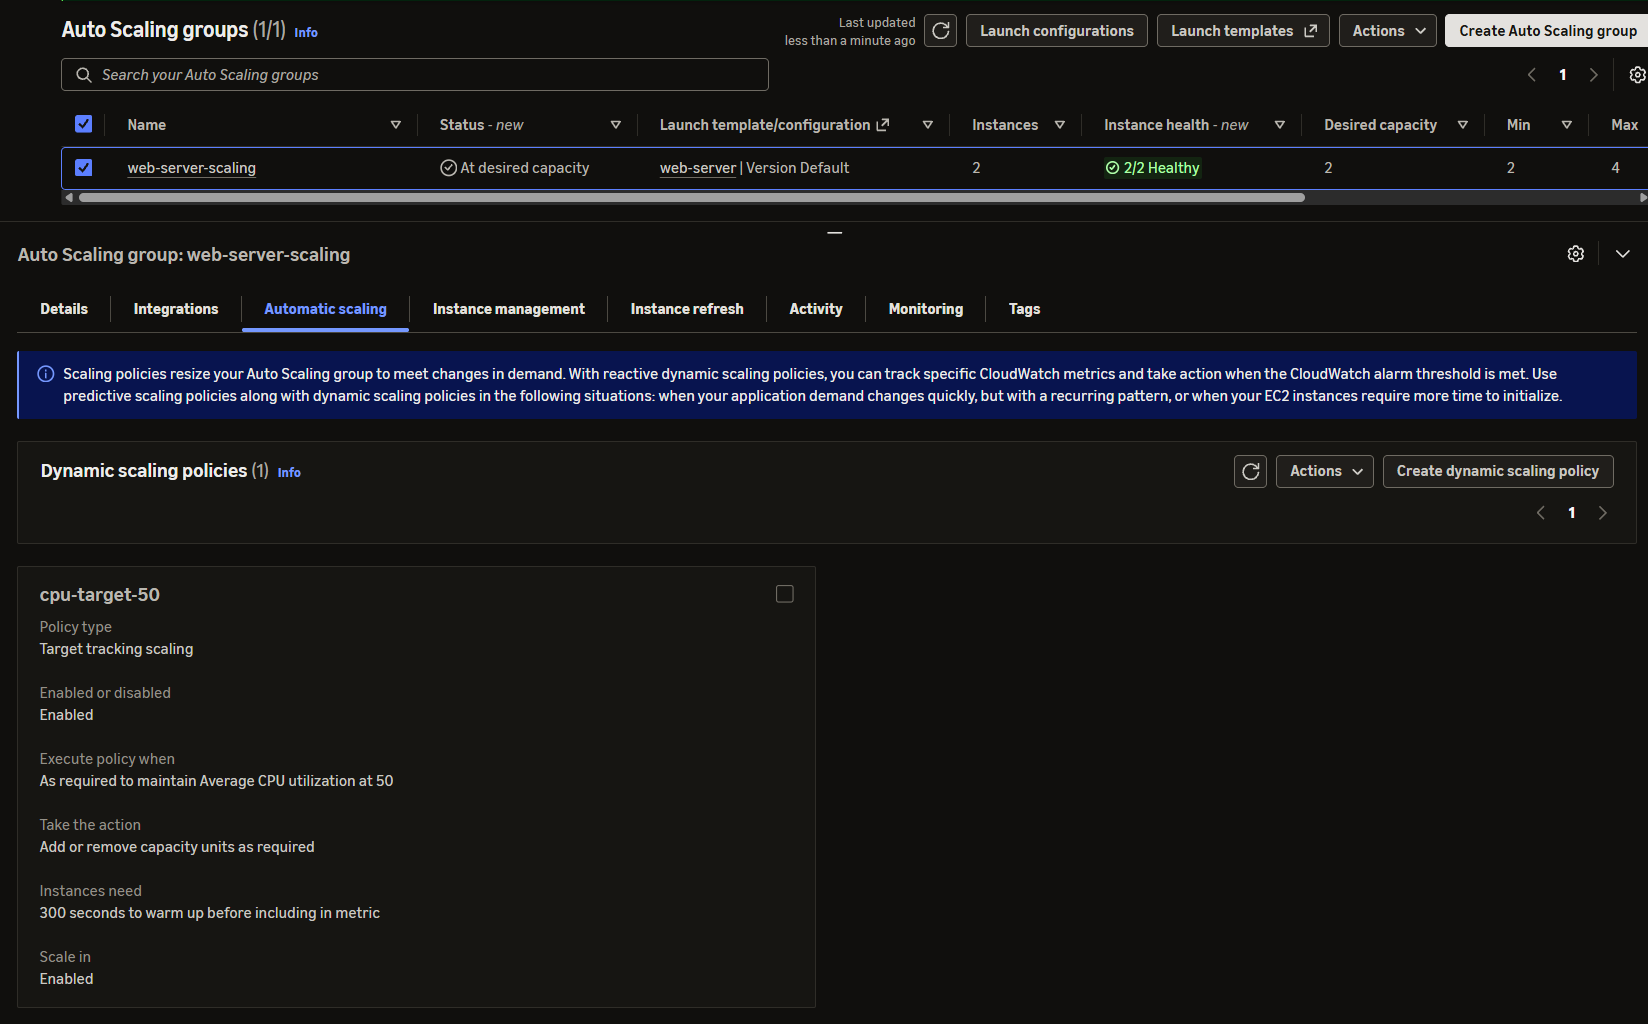 Auto Scaling groups (1/1) Info
Last updated
less than a minute ago
Launch configurations
Launch templates
Actions
Create Auto Scaling group
Search your Auto Scaling groups
1
Name
Status - new
Launch template/configuration
Instances
Instance health - new
Desired capacity
Min
Max
web-server-scaling
At desired capacity
web-server | Version Default
2
2/2 Healthy
2
2
4
Auto Scaling group: web-server-scaling
Details
Integrations
Automatic scaling
Instance management
Instance refresh
Activity
Monitoring
Tags
Scaling policies resize your Auto Scaling group to meet changes in demand. With reactive dynamic scaling policies, you can track specific CloudWatch metrics and take action when the CloudWatch alarm threshold is met. Use
predictive scaling policies along with dynamic scaling policies in the following situations: when your application demand changes quickly, but with a recurring pattern, or when your EC2 instances require more time to initialize.
Dynamic scaling policies (1) Info
Actions
Create dynamic scaling policy
1
cpu-target-50
Policy type
Target tracking scaling
Enabled or disabled
Enabled
Execute policy when
As required to maintain Average CPU utilization at 50
Take the action
Add or remove capacity units as required
Instances need
300 seconds to warm up before including in metric
Scale in
Enabled